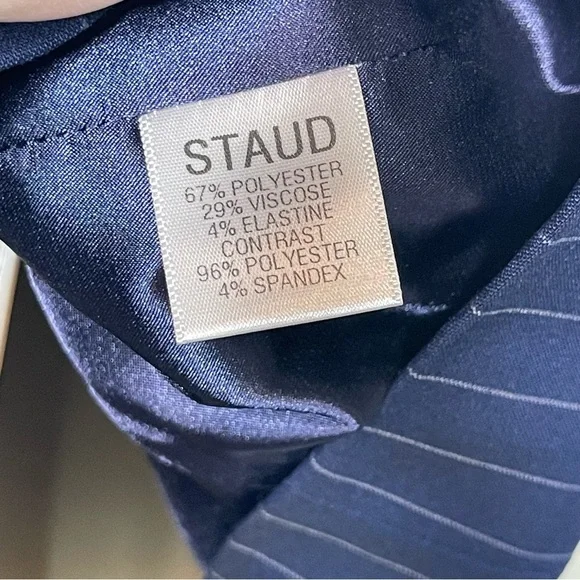 STAUD
67% POLYESTER
29% VISCOSE
4% ELASTINE
CONTRAST
96% POLYESTER
4% SPANDEX